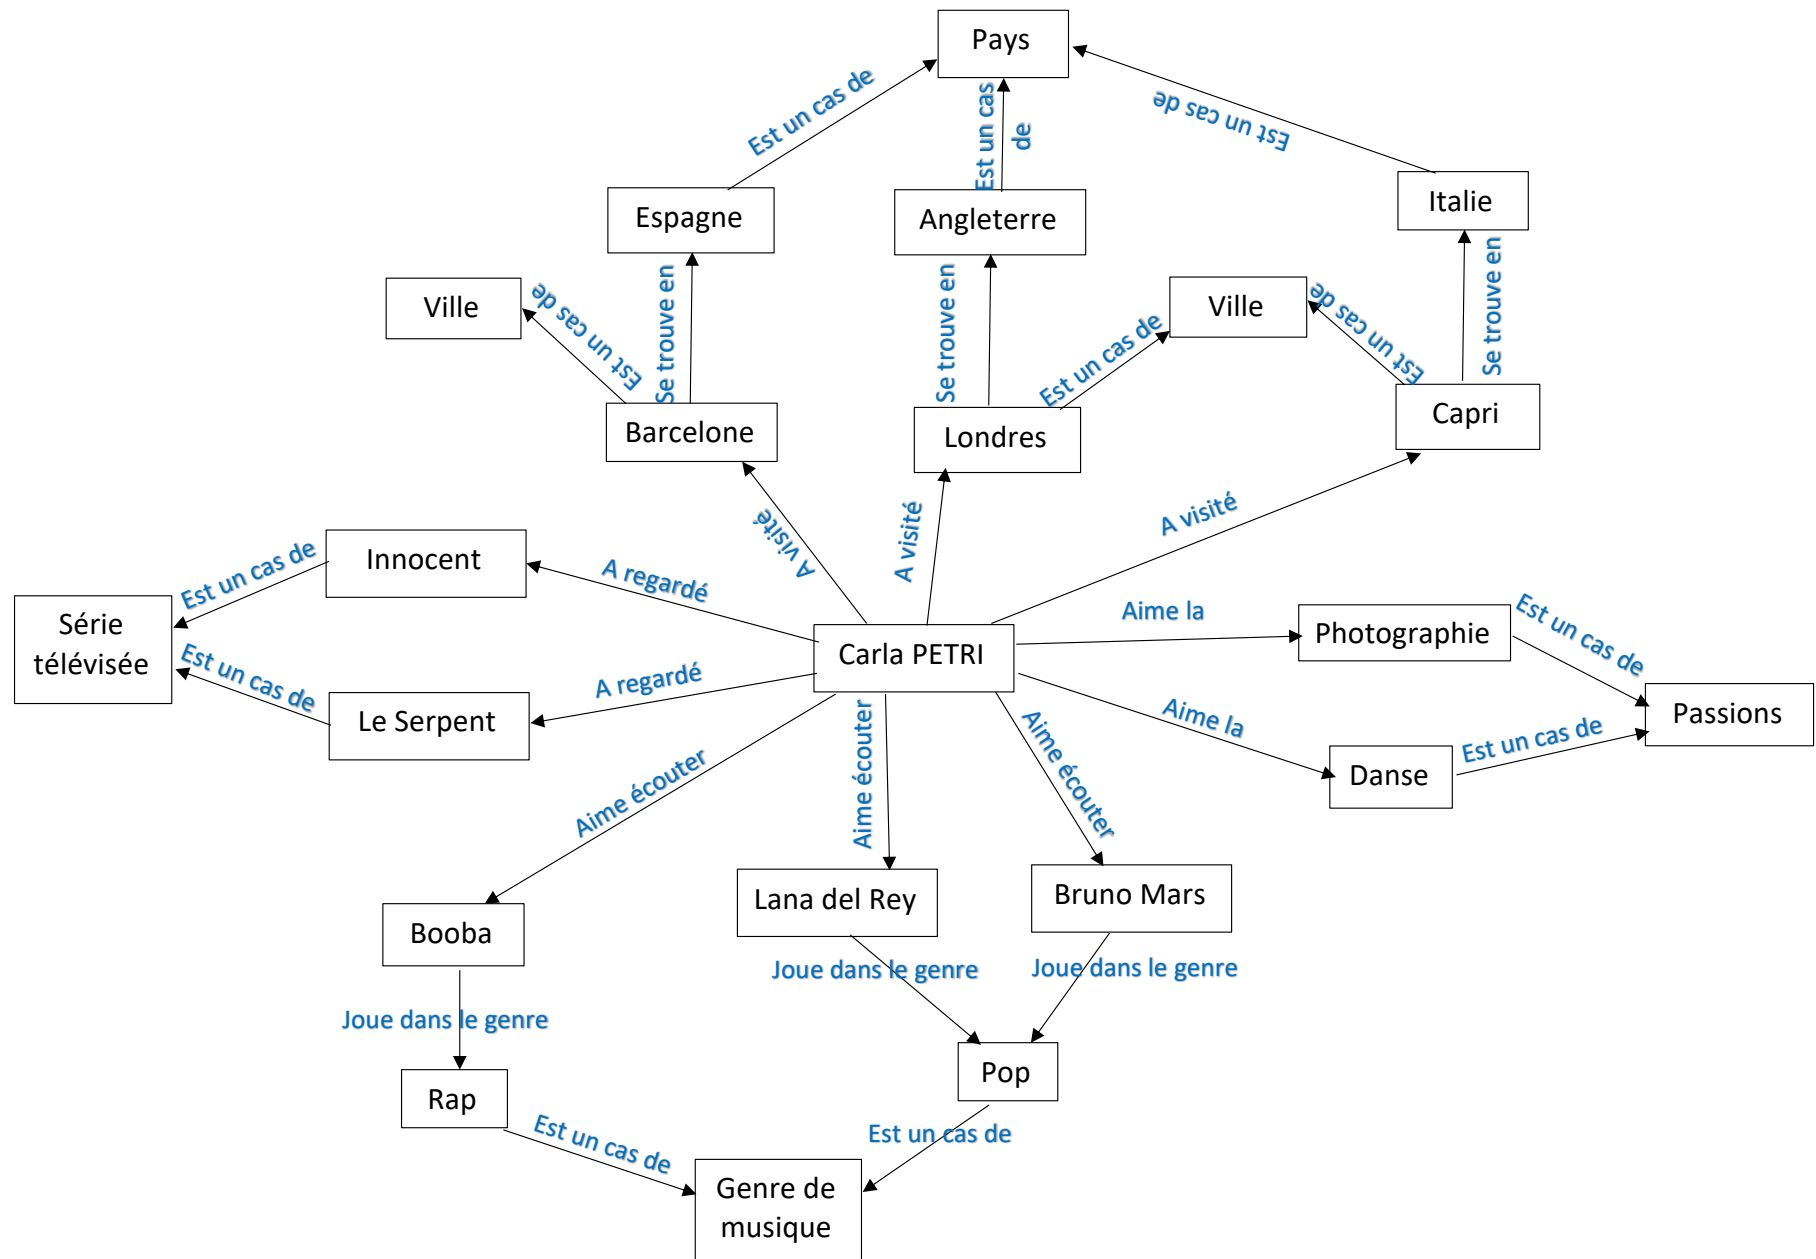 Pays
Est un cas de
Est un cas
de
Est un cas de
Espagne
Angleterre
Italie
Ville
Est un cas de
Se trouve en
Se trouve en
Est un cas de
Ville
Est un cas de
Se trouve en
Barcelone
Londres
Capri
A visité
A visité
A visité
Innocent
Est un cas de
A regardé
Série
télévisée
Est un cas de
Le Serpent
A regardé
Carla PETRI
Aime la
Photographie
Est un cas de
Passions
Aime la
Danse
Est un cas de
Aime écouter
Aime écouter
Aime écouter
Booba
Lana del Rey
Bruno Mars
Joue dans le genre
Joue dans le genre
Joue dans le genre
Rap
Pop
Est un cas de
Est un cas de
Genre de
musique